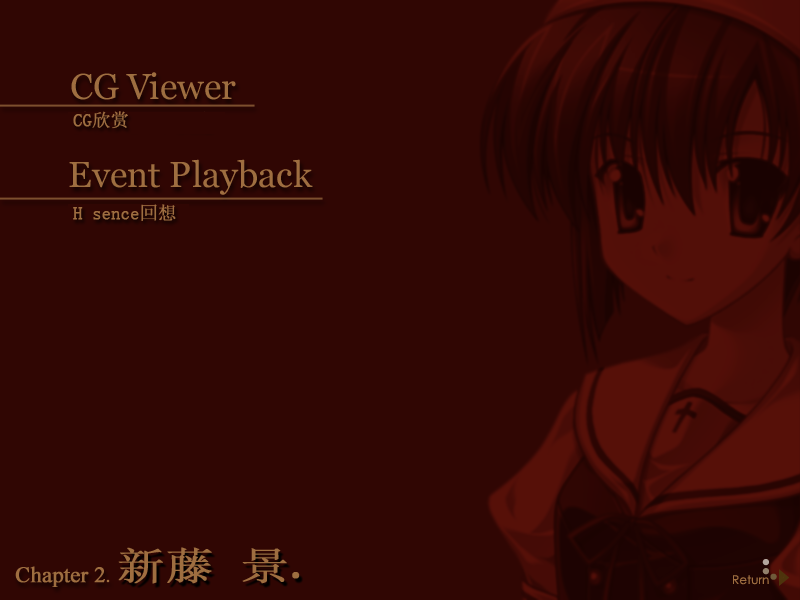 CG Viewer
CG欣赏
Event Playback
H sence回想
Chapter 2. 新藤 景.
Return